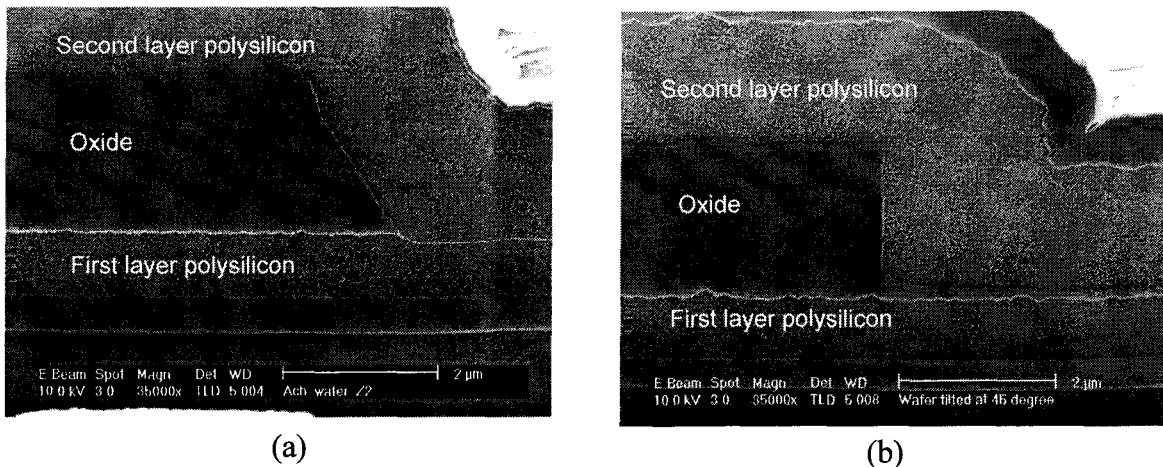 Second layer polysilicon
Oxide
First layer polysilicon
E Beam Spot Magn Det WD 2 µm
10.0 kV 3.0 35000x TLD 5.004 Ach water Z2
(a)
Second layer polysilicon
Oxide
First layer polysilicon
E Beam Spot Magn Det WD 2 µm
10.0 kV 3.0 35000x TLD 5.008 Wafer tilted at 45 degree
(b)